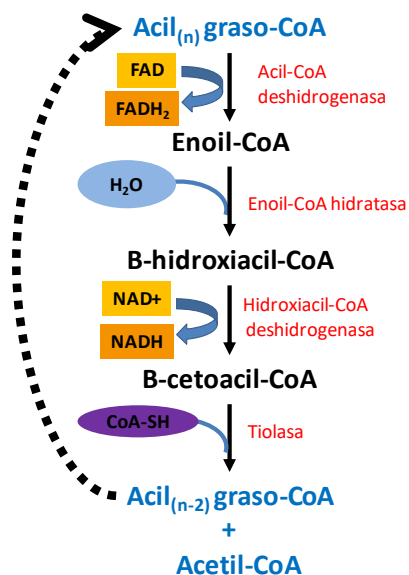 Acil(n) graso-CoA
FAD
FADH₂
Acil-CoA
deshidrogenasa
Enoil-CoA
H₂O
Enoil-CoA hidratasa
B-hidroxiacil-CoA
NAD+
NADH
Hidroxiacil-CoA
deshidrogenasa
B-cetoacil-CoA
CoA-SH
Tiolasa
Acil(n-2) graso-CoA
+
Acetil-CoA